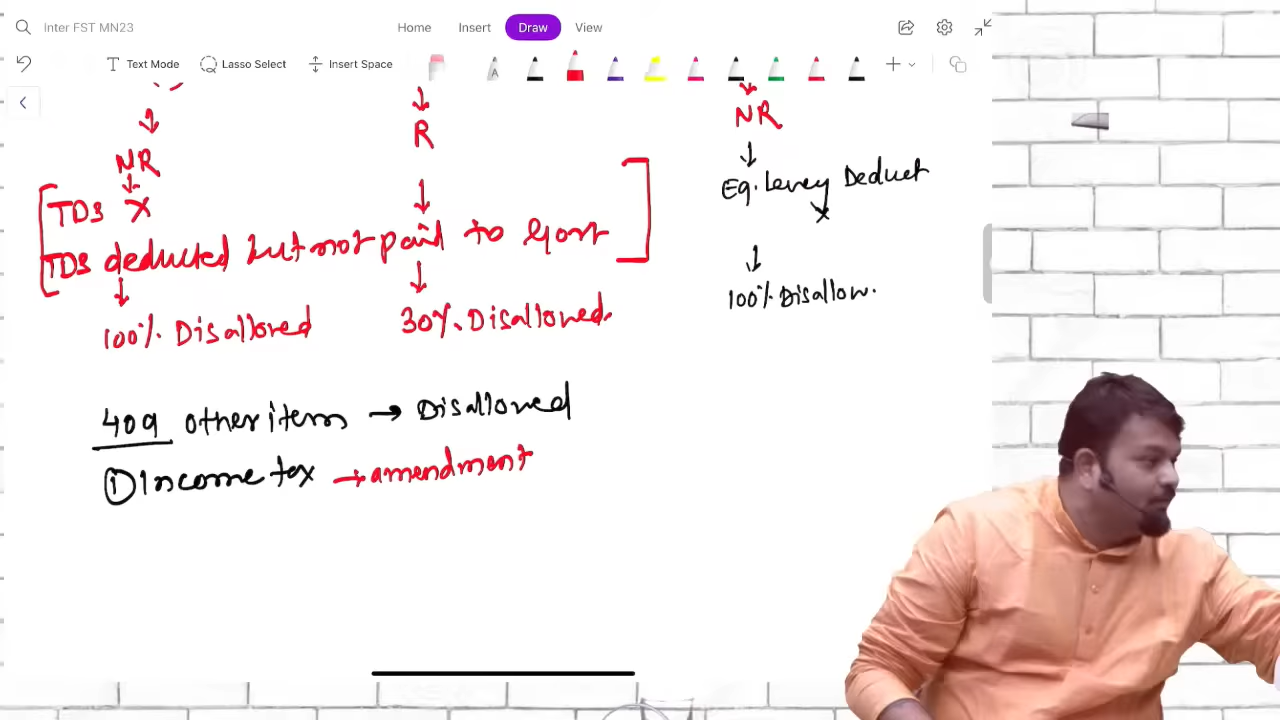 Inter FST MN23
Home Insert Draw View
Text Mode Lasso Select Insert Space
NR
R
NR
TDS X
TDS deducted but not paid to Govt
100% Disallowed
30% Disallowed.
Eq. Levey Deduct
X
100% Disallow.
40a other items → Disallowed
① Income tax → amendment